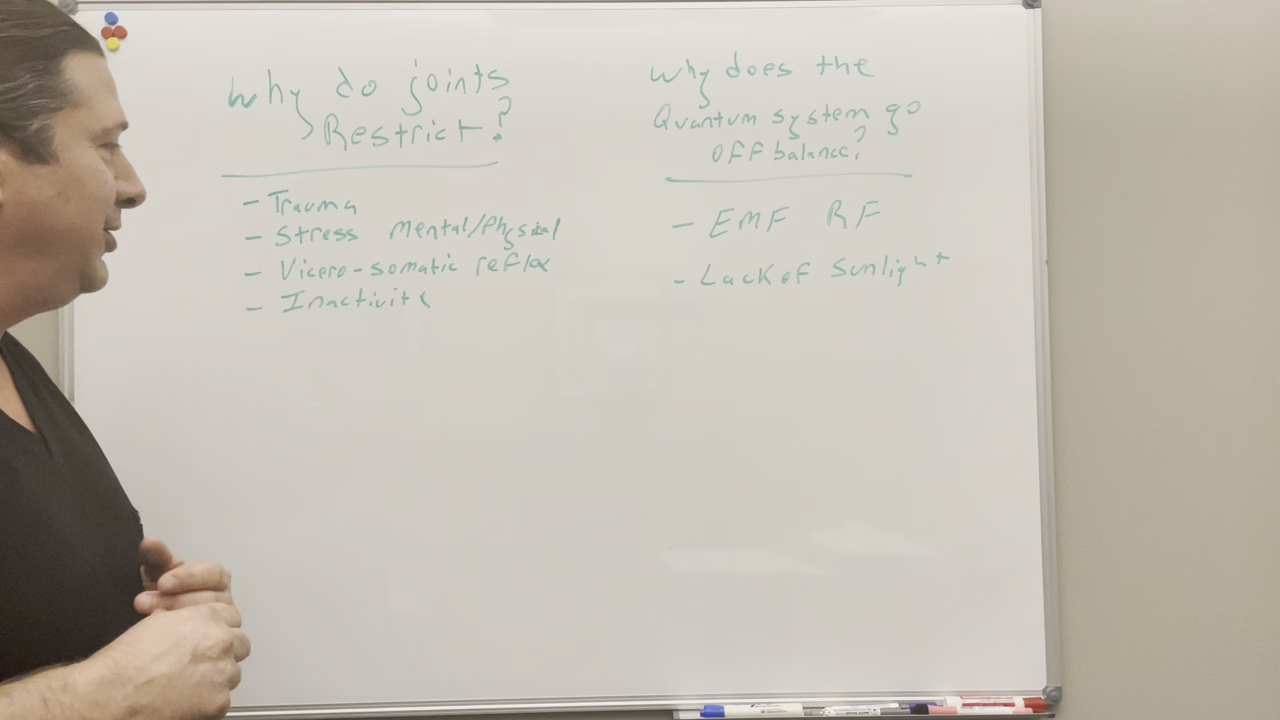 Why do joints
Restrict?
- Trauma
- Stress Mental/Physical
- Vicero-somatic reflex
- Inactivity
Why does the
Quantum system go
off balance?
- EMF RF
- Lack of Sunlight